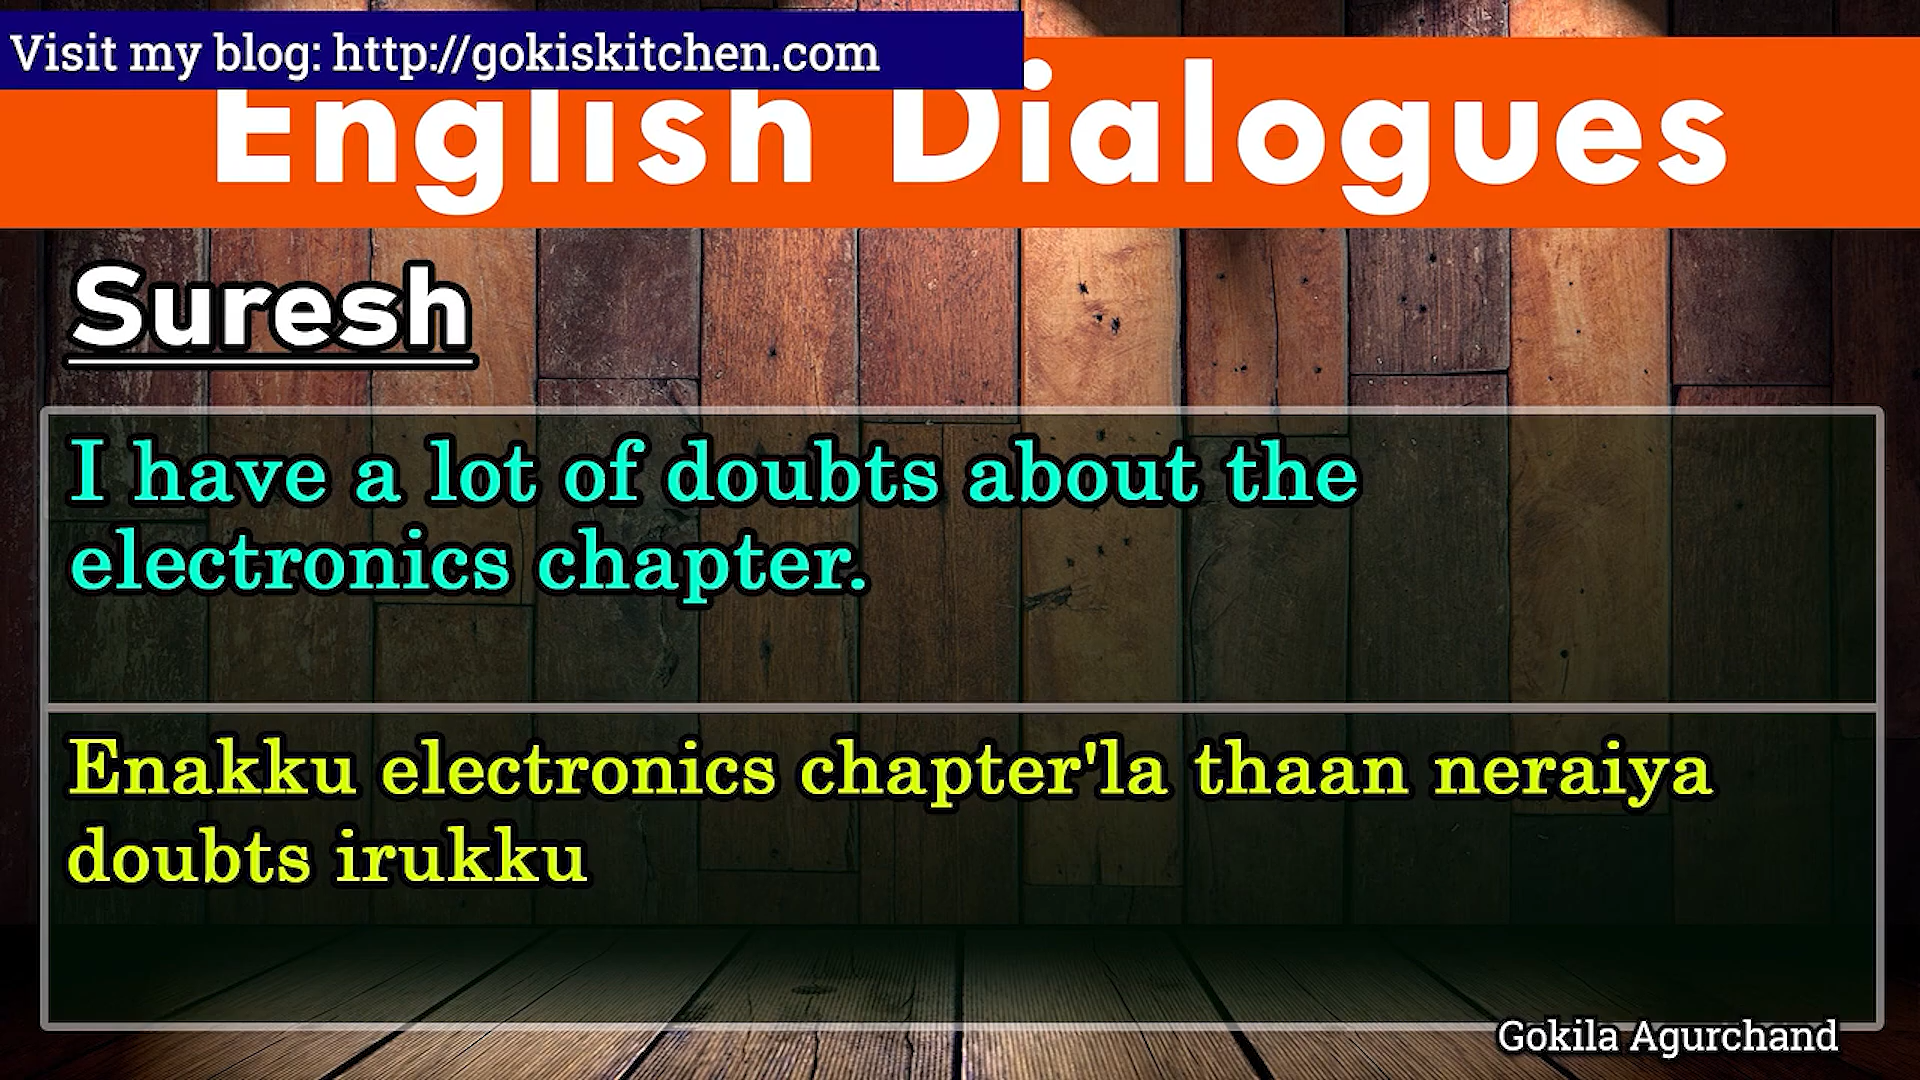 Visit my blog: http://gokiskitchen.com
English Dialogues
Suresh
I have a lot of doubts about the
electronics chapter.
Enakku electronics chapter'la thaan neraiya
doubts irukku
Gokila Agurchand